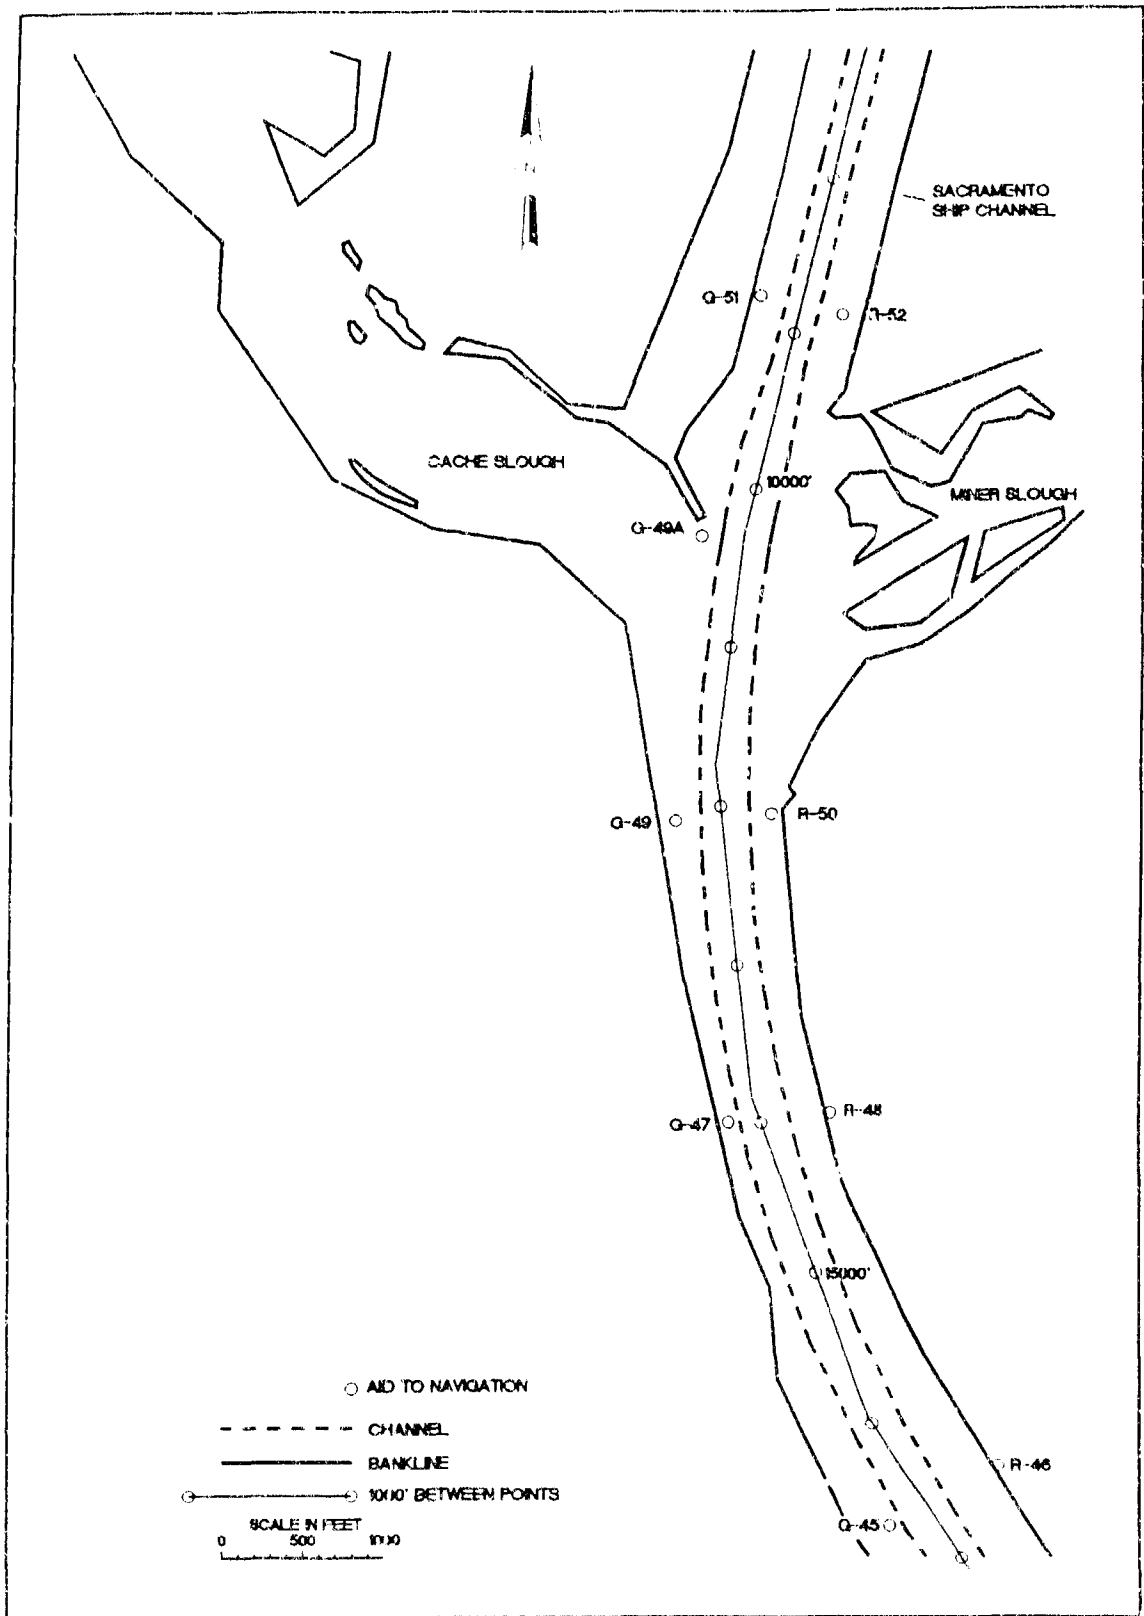 N
SACRAMENTO
SHIP CHANNEL
G-51
R-52
CACHE SLOUGH
10000'
MINER SLOUGH
G-49A
G-49
R-50
G-47
R-48
15000'
AID TO NAVIGATION
CHANNEL
BANKLINE
1000' BETWEEN POINTS
R-46
SCALE IN FEET
0 500 1000
G-45